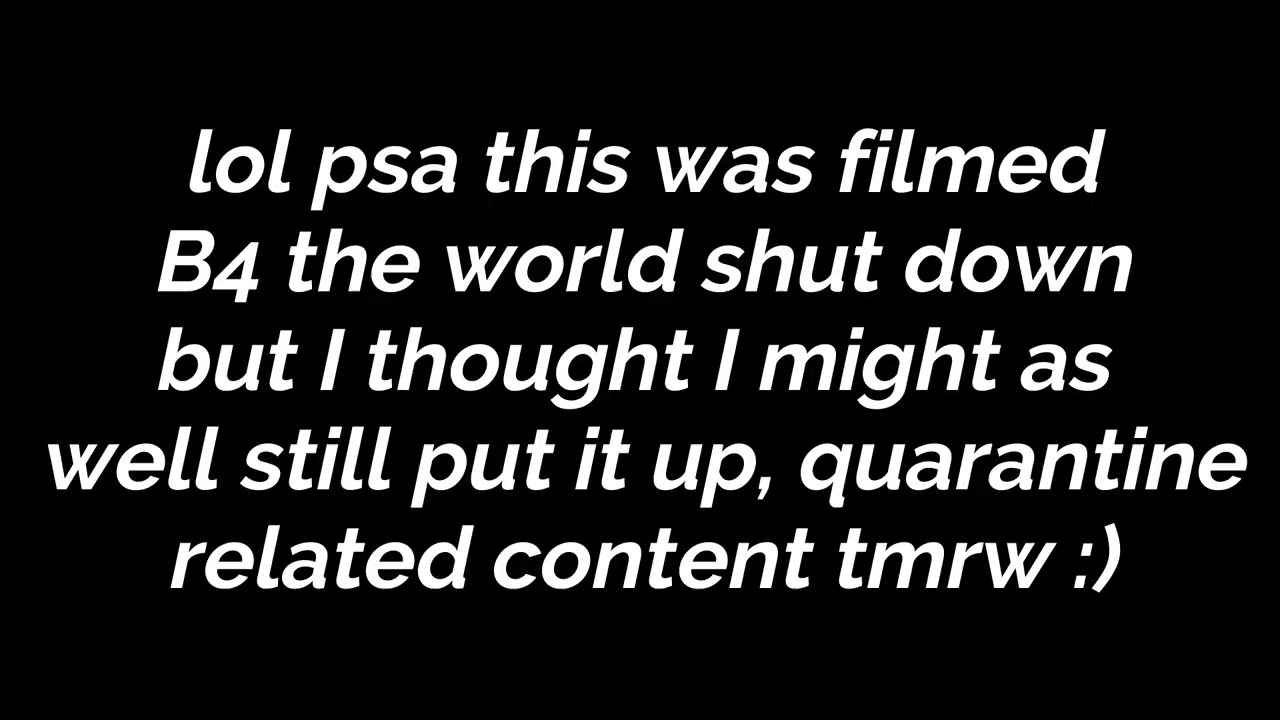 lol psa this was filmed
B4 the world shut down
but I thought I might as
well still put it up, quarantine
related content tmrw :)